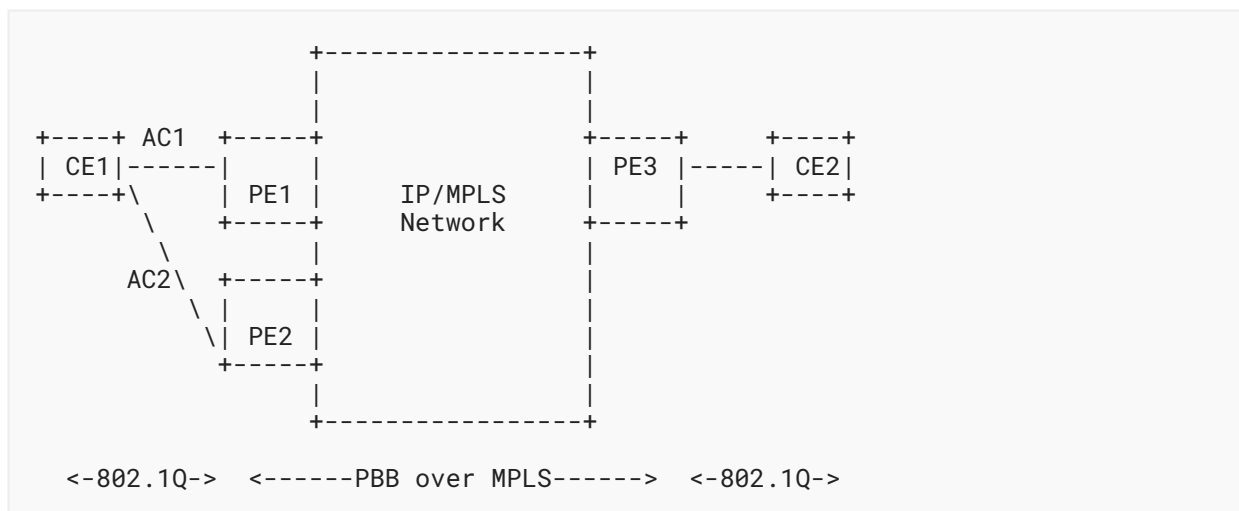 +-----------------+
                      |                 |
                      |                 |
+----+ AC1  +-----+                 +-----+     +----+
| CE1|------|     |                 | PE3 |-----| CE2|
+----+\     | PE1 |     IP/MPLS     |     |     +----+
       \    +-----+     Network     +-----+
        \         |                 |
      AC2\  +-----+                 |
          \ |     |                 |
           \| PE2 |                 |
            +-----+                 |
                  |                 |
                  +-----------------+
<-802.1Q-> <------PBB over MPLS------> <-802.1Q->